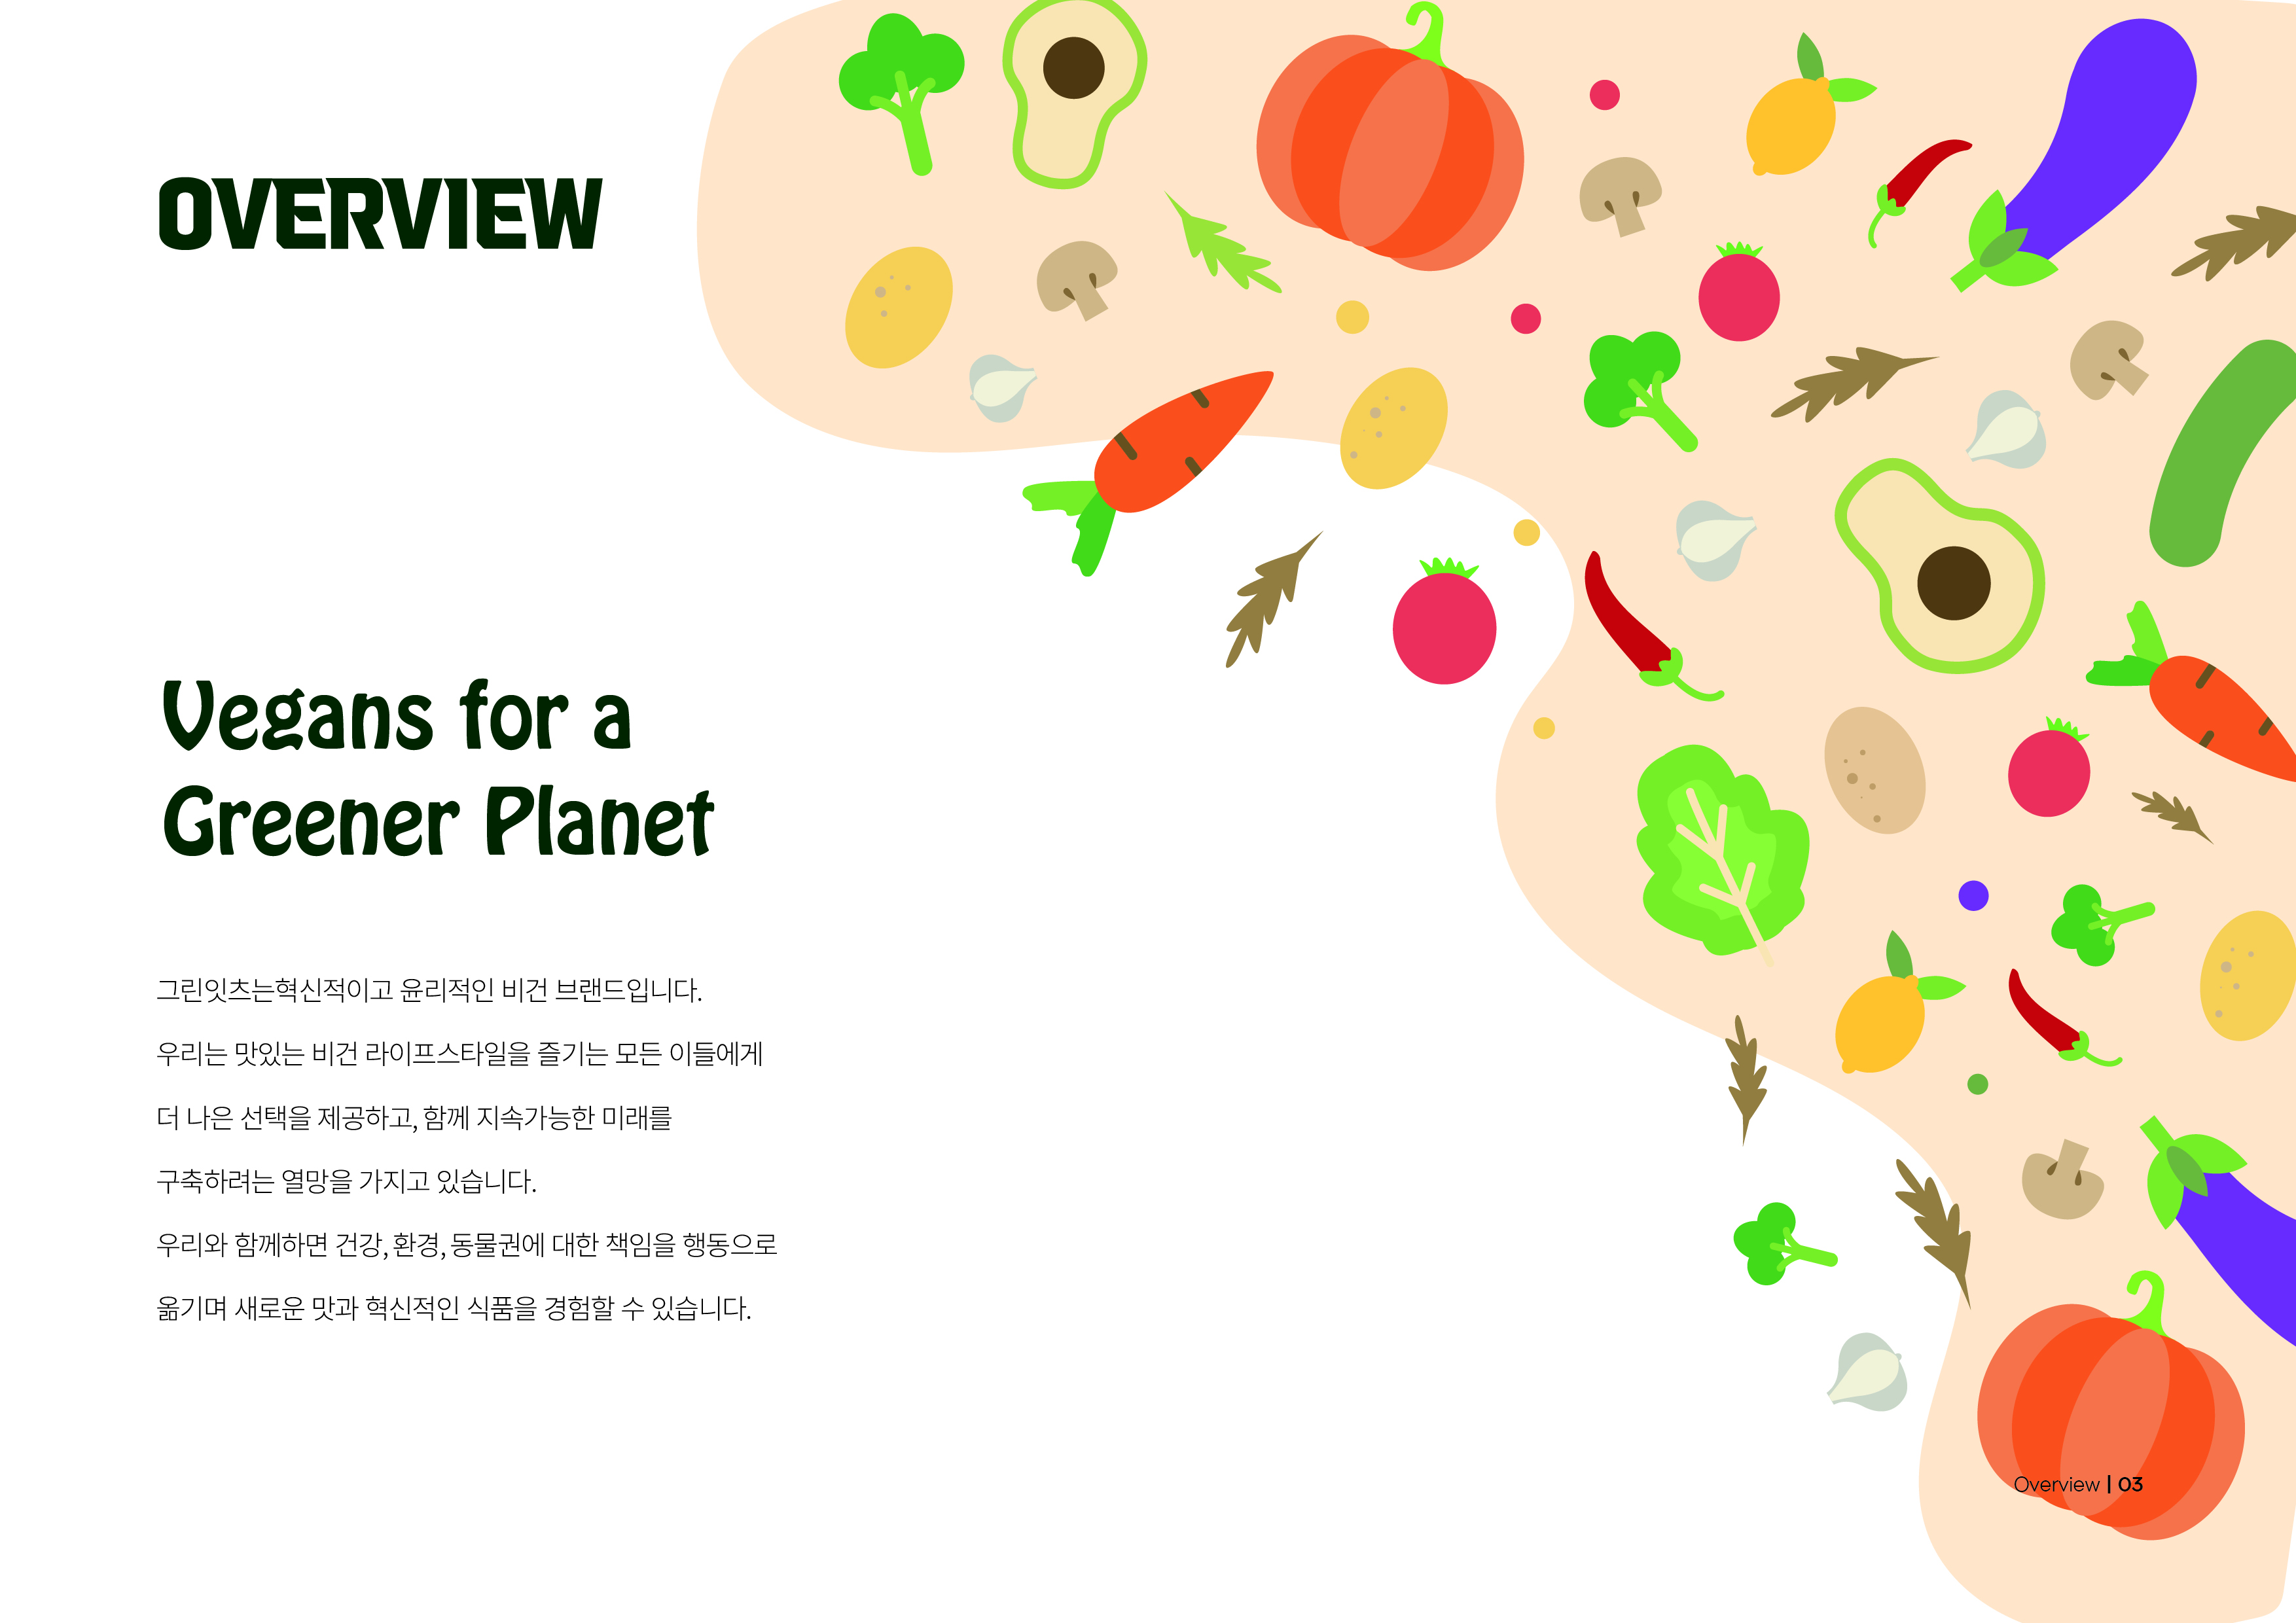 OVERVIEW
Vegans for a
Greener Planet
그린잇츠는혁신적이고 윤리적인 비건 브랜드입니다.
우리는 맛있는 비건 라이프스타일을 즐기는 모든 이들에게
더 나은 선택을 제공하고, 함께 지속가능한 미래를
구축하려는 열망을 가지고 있습니다.
우리와 함께하면 건강, 환경, 동물권에 대한 책임을 행동으로
옮기며 새로운 맛과 혁신적인 식품을 경험할 수 있습니다.
Overview | 03